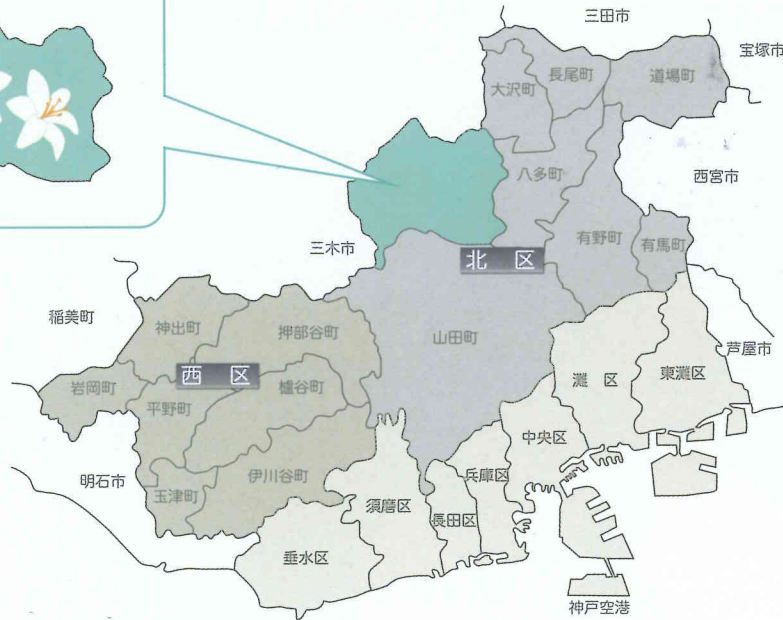 三田市
宝塚市
長尾町
道場町
大沢町
八多町
西宮市
有野町
有馬町
三木市
北 区
稲美町
神出町
押部谷町
山田町
芦屋市
西 区
岩岡町
平野町
櫨谷町
灘 区
東灘区
中央区
明石市
玉津町
伊川谷町
兵庫区
須磨区
長田区
垂水区
神戸空港